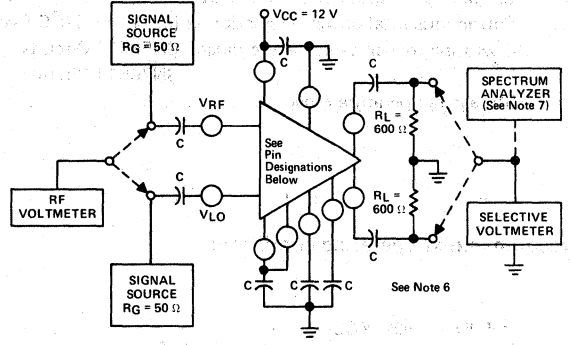 SIGNAL
SOURCE
RG = 50 Ω
VCC = 12 V
C
C
SPECTRUM
ANALYZER
(See Note 7)
VRF
C
RL =
600 Ω
See
Pin
Designations
Below
RF
VOLTMETER
C
VLO
RL =
600 Ω
SELECTIVE
VOLTMETER
C
SIGNAL
SOURCE
RG = 50 Ω
C
C
C
See Note 6